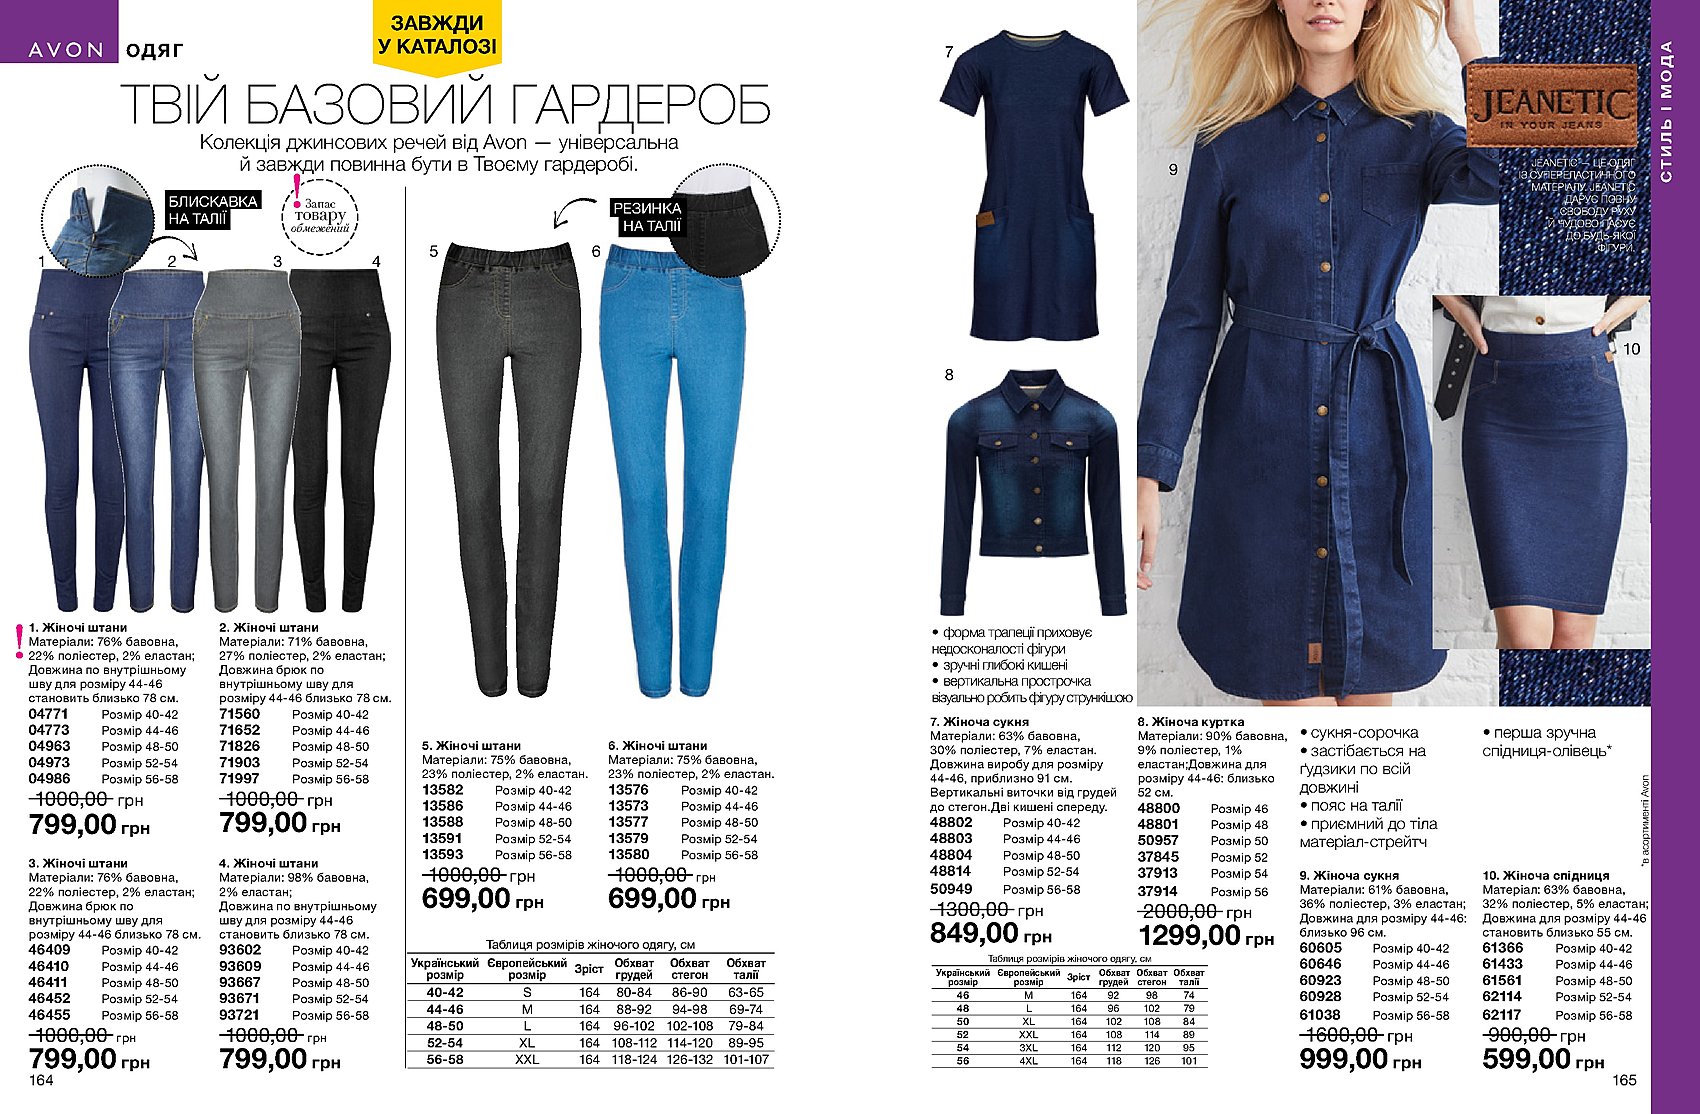 AVON
ОДЯГ
ЗАВЖДИ
У КАТАЛОЗІ
ТВІЙ БАЗОВИЙ ГАРДЕРОБ
Колекція джинсових речей від Avon — універсальна
й завжди повинна бути в Твоєму гардеробі.
БЛИСКАВКА
НА ТАЛІЇ
!
Запас
товару
обмежений
РЕЗИНКА
НА ТАЛІЇ
1
2
3
4
5
6
!
1. Жіночі штани
Матеріали: 76% бавовна,
22% поліестер, 2% еластан;
Довжина по внутрішньому
шву для розміру 44-46
становить близько 78 см.
04771 Розмір 40-42
04773 Розмір 44-46
04963 Розмір 48-50
04973 Розмір 52-54
04986 Розмір 56-58
1000,00 грн
799,00 грн
2. Жіночі штани
Матеріали: 71% бавовна,
27% поліестер, 2% еластан;
Довжина брюк по
внутрішньому шву для
розміру 44-46 близько 78 см.
71560 Розмір 40-42
71652 Розмір 44-46
71826 Розмір 48-50
71903 Розмір 52-54
71997 Розмір 56-58
1000,00 грн
799,00 грн
3. Жіночі штани
Матеріали: 76% бавовна,
22% поліестер, 2% еластан;
Довжина брюк по
внутрішньому шву для
розміру 44-46 близько 78 см.
46409 Розмір 40-42
46410 Розмір 44-46
46411 Розмір 48-50
46452 Розмір 52-54
46455 Розмір 56-58
1000,00 грн
799,00 грн
4. Жіночі штани
Матеріали: 98% бавовна,
2% еластан;
Довжина по внутрішньому
шву для розміру 44-46
становить близько 78 см.
93602 Розмір 40-42
93609 Розмір 44-46
93667 Розмір 48-50
93671 Розмір 52-54
93721 Розмір 56-58
1000,00 грн
799,00 грн
164
5. Жіночі штани
Матеріали: 75% бавовна,
23% поліестер, 2% еластан.
13582 Розмір 40-42
13586 Розмір 44-46
13588 Розмір 48-50
13591 Розмір 52-54
13593 Розмір 56-58
1000,00 грн
699,00 грн
6. Жіночі штани
Матеріали: 75% бавовна,
23% поліестер, 2% еластан.
13576 Розмір 40-42
13573 Розмір 44-46
13577 Розмір 48-50
13579 Розмір 52-54
13580 Розмір 56-58
1000,00 грн
699,00 грн
Таблиця розмірів жіночого одягу, см
Український розмір Європейський розмір Зріст Обхват грудей Обхват стегон Обхват талії
40-42 S 164 80-84 86-90 63-65
44-46 M 164 88-92 94-98 69-74
48-50 L 164 96-102 102-108 79-84
52-54 XL 164 108-112 114-120 89-95
56-58 XXL 164 118-124 126-132 101-107
7
8
9
10
JEANETIC
IN YOUR JEANS
JEANETIC — ЦЕ ОДЯГ
ІЗ СУПЕРЕЛАСТИЧНОГО
МАТЕРІАЛУ. JEANETIC
ДАРУЄ ПОВНУ
СВОБОДУ РУХУ
Й ЧУДОВО ПАСУЄ
ДО БУДЬ-ЯКОЇ
ФІГУРИ.
СТИЛЬ І МОДА
• форма трапеції приховує
недосконалості фігури
• зручні глибокі кишені
• вертикальна прострочка
візуально робить фігуру стрункішою
7. Жіноча сукня
Матеріали: 63% бавовна,
30% поліестер, 7% еластан.
Довжина виробу для розміру
44-46, приблизно 91 см.
Вертикальні виточки від грудей
до стегон.Дві кишені спереду.
48802 Розмір 40-42
48803 Розмір 44-46
48804 Розмір 48-50
48814 Розмір 52-54
50949 Розмір 56-58
1300,00 грн
849,00 грн
8. Жіноча куртка
Матеріали: 90% бавовна,
9% поліестер, 1%
еластан;Довжина для
розміру 44-46: близько
52 см.
48800 Розмір 46
48801 Розмір 48
50957 Розмір 50
37845 Розмір 52
37913 Розмір 54
37914 Розмір 56
2000,00 грн
1299,00 грн
Таблиця розмірів жіночого одягу, см
Український розмір Європейський розмір Зріст Обхват грудей Обхват стегон Обхват талії
46 M 164 92 98 74
48 L 164 96 102 79
50 XL 164 102 108 84
52 XXL 164 108 114 89
54 3XL 164 112 120 95
56 4XL 164 118 126 101
• сукня-сорочка
• застібається на
ґудзики по всій
довжині
• пояс на талії
• приємний до тіла
матеріал-стрейтч
9. Жіноча сукня
Матеріали: 61% бавовна,
36% поліестер, 3% еластан;
Довжина для розміру 44-46:
близько 96 см.
60605 Розмір 40-42
60646 Розмір 44-46
60923 Розмір 48-50
60928 Розмір 52-54
61038 Розмір 56-58
1600,00 грн
999,00 грн
• перша зручна
спідниця-олівець*
10. Жіноча спідниця
Матеріал: 63% бавовна,
32% поліестер, 5% еластан;
Довжина для розміру 44-46
становить близько 55 см.
61366 Розмір 40-42
61433 Розмір 44-46
61561 Розмір 48-50
62114 Розмір 52-54
62117 Розмір 56-58
900,00 грн
599,00 грн
*в асортименті Avon
165